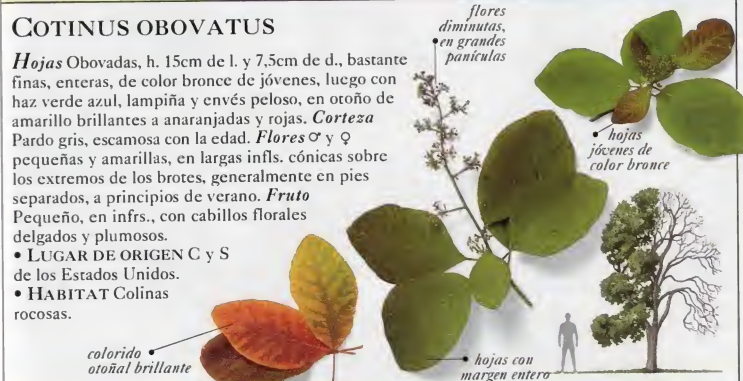 COTINUS OBOVATUS
Hojas Obovadas, h. 15cm de l. y 7,5cm de d., bastante
finas, enteras, de color bronce de jóvenes, luego con
haz verde azul, lampiña y envés peloso, en otoño de
amarillo brillantes a anaranjadas y rojas. Corteza
Pardo gris, escamosa con la edad. Flores ♂ y ♀
pequeñas y amarillas, en largas infls. cónicas sobre
los extremos de los brotes, generalmente en pies
separados, a principios de verano. Fruto
Pequeño, en infrs., con cabillos florales
delgados y plumosos.
• LUGAR DE ORIGEN C y S
de los Estados Unidos.
• HABITAT Colinas
rocosas.
flores
diminutas,
en grandes
panículas
hojas
jóvenes de
color bronce
colorido
otoñal brillante
hojas con
margen entero